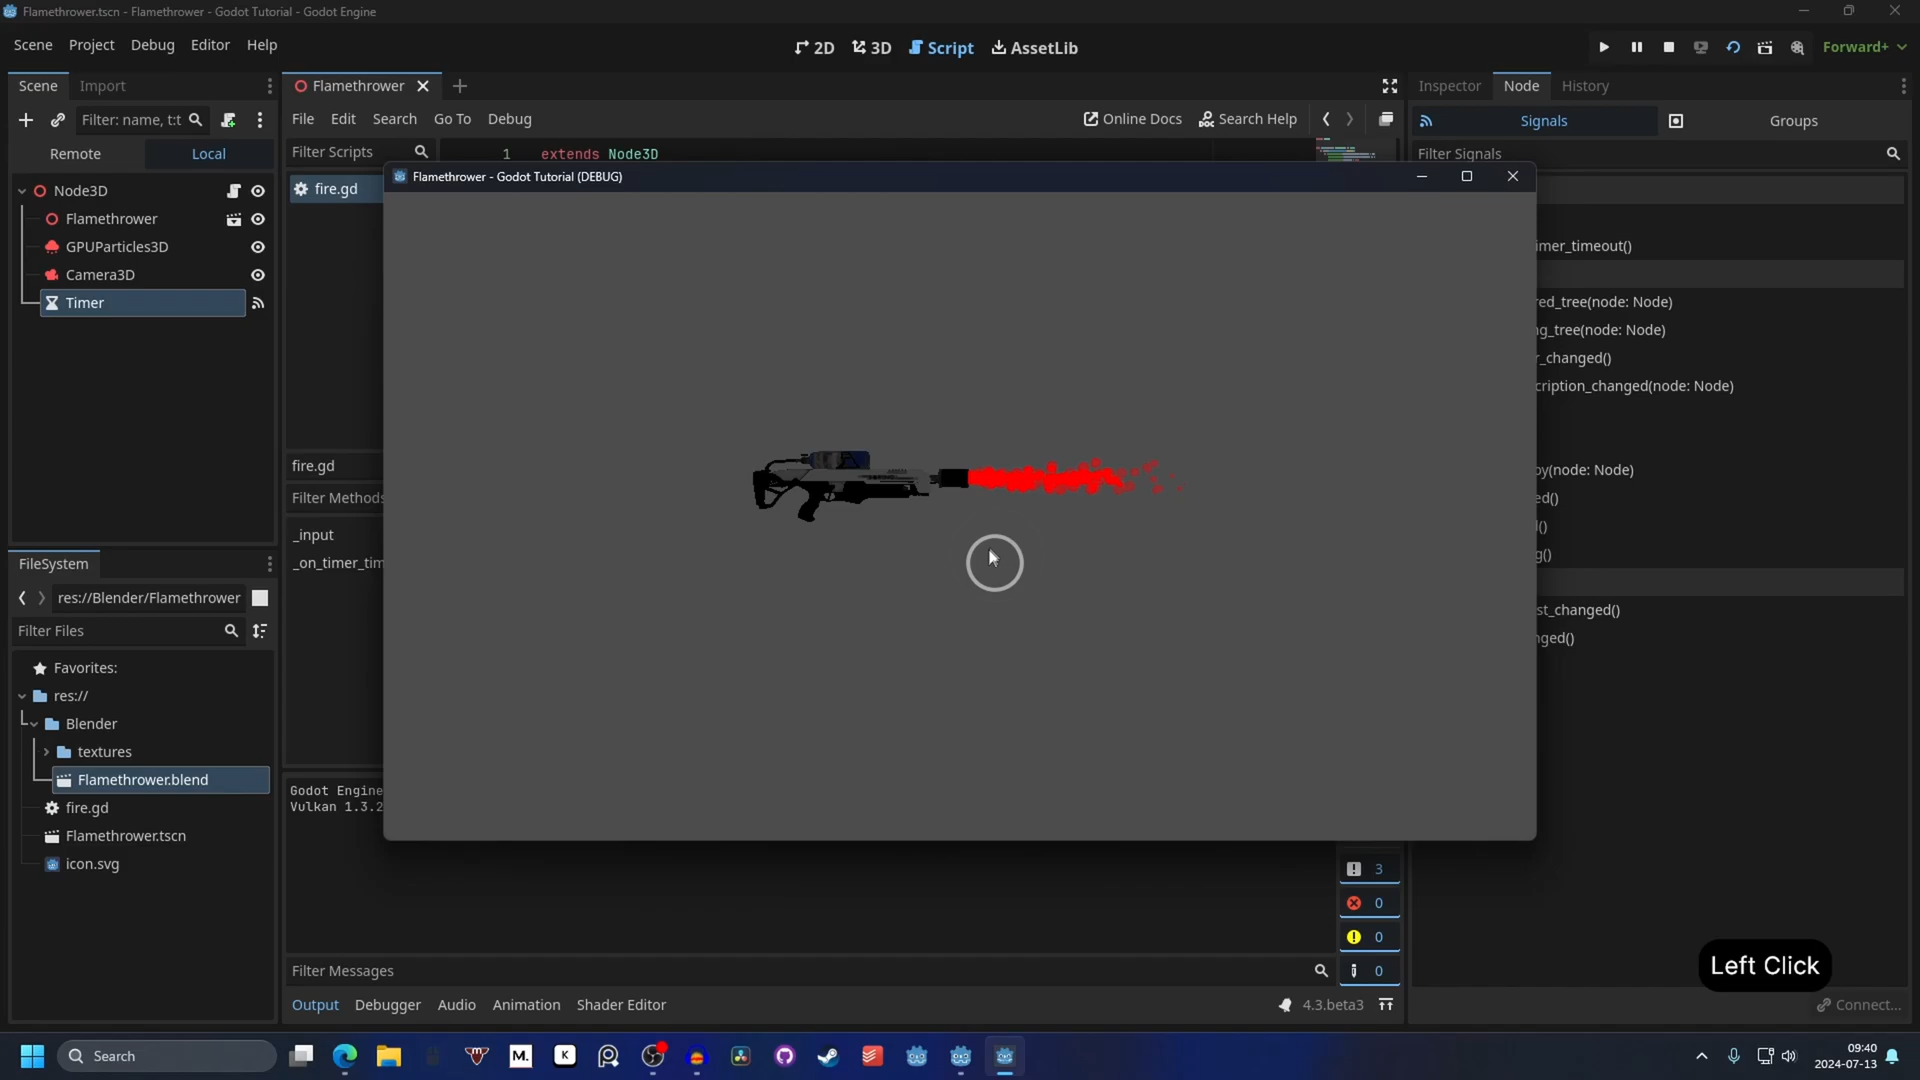 Flamethrower.tscn - Flamethrower - Godot Tutorial - Godot Engine
Scene Project Debug Editor Help
2D 3D Script AssetLib
Forward+
Scene Import
Flamethrower
Inspector Node History
Filter: name, t:t
File Edit Search Go To Debug
Online Docs Search Help
Signals Groups
Remote Local
Filter Scripts
1 extends Node3D
Filter Signals
Flamethrower - Godot Tutorial (DEBUG)
Node3D
fire.gd
Flamethrower
GPUParticles3D
imer_timeout()
Camera3D
Timer
red_tree(node: Node)
ng_tree(node: Node)
r_changed()
cription_changed(node: Node)
fire.gd
oy(node: Node)
Filter Methods
ed()
_input
g()
_on_timer_tim
FileSystem
res://Blender/Flamethrower
st_changed()
Filter Files
nged()
Favorites:
res://
Blender
textures
Flamethrower.blend
Godot Engine
Vulkan 1.3.2
fire.gd
Flamethrower.tscn
icon.svg
3
0
0
0
Filter Messages
Left Click
Output Debugger Audio Animation Shader Editor
4.3.beta3
Connect...
Search
M.
K
09:40
2024-07-13